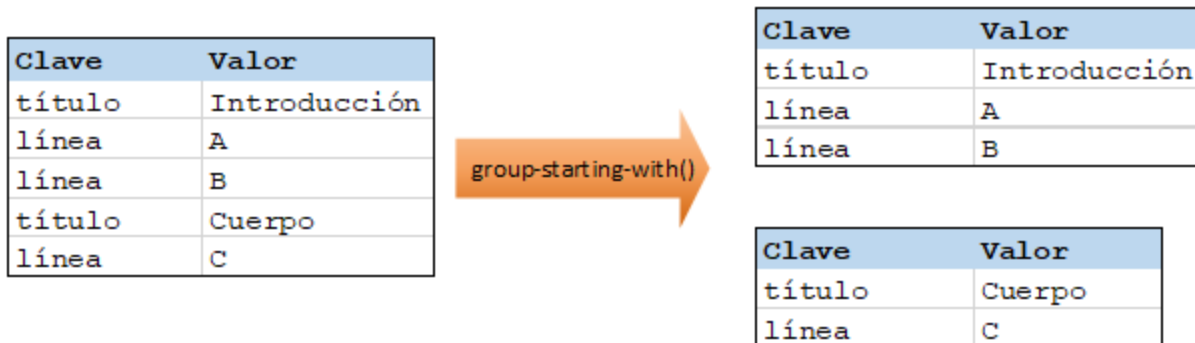 Clave Valor
título Introducción
línea A
línea B
título Cuerpo
línea C
group-starting-with()
Clave Valor
título Introducción
línea A
línea B
Clave Valor
título Cuerpo
línea C